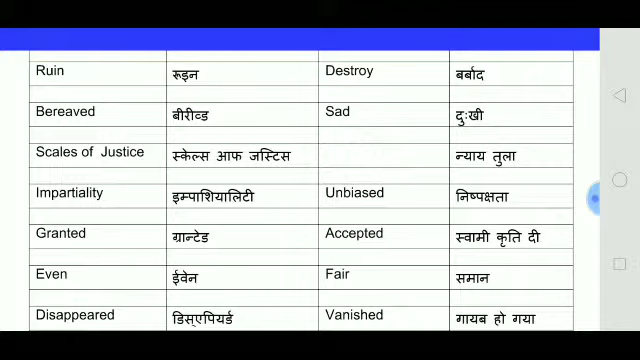 Ruin रूइन Destroy बर्बाद
Bereaved बीरीव्ड Sad दुःखी
Scales of Justice स्केल्स आफ जस्टिस न्याय तुला
Impartiality इम्पाशियालिटी Unbiased निष्पक्षता
Granted ग्रान्टेड Accepted स्वामी कृति दी
Even ईवेन Fair समान
Disappeared डिस्एपियर्ड Vanished गायब हो गया